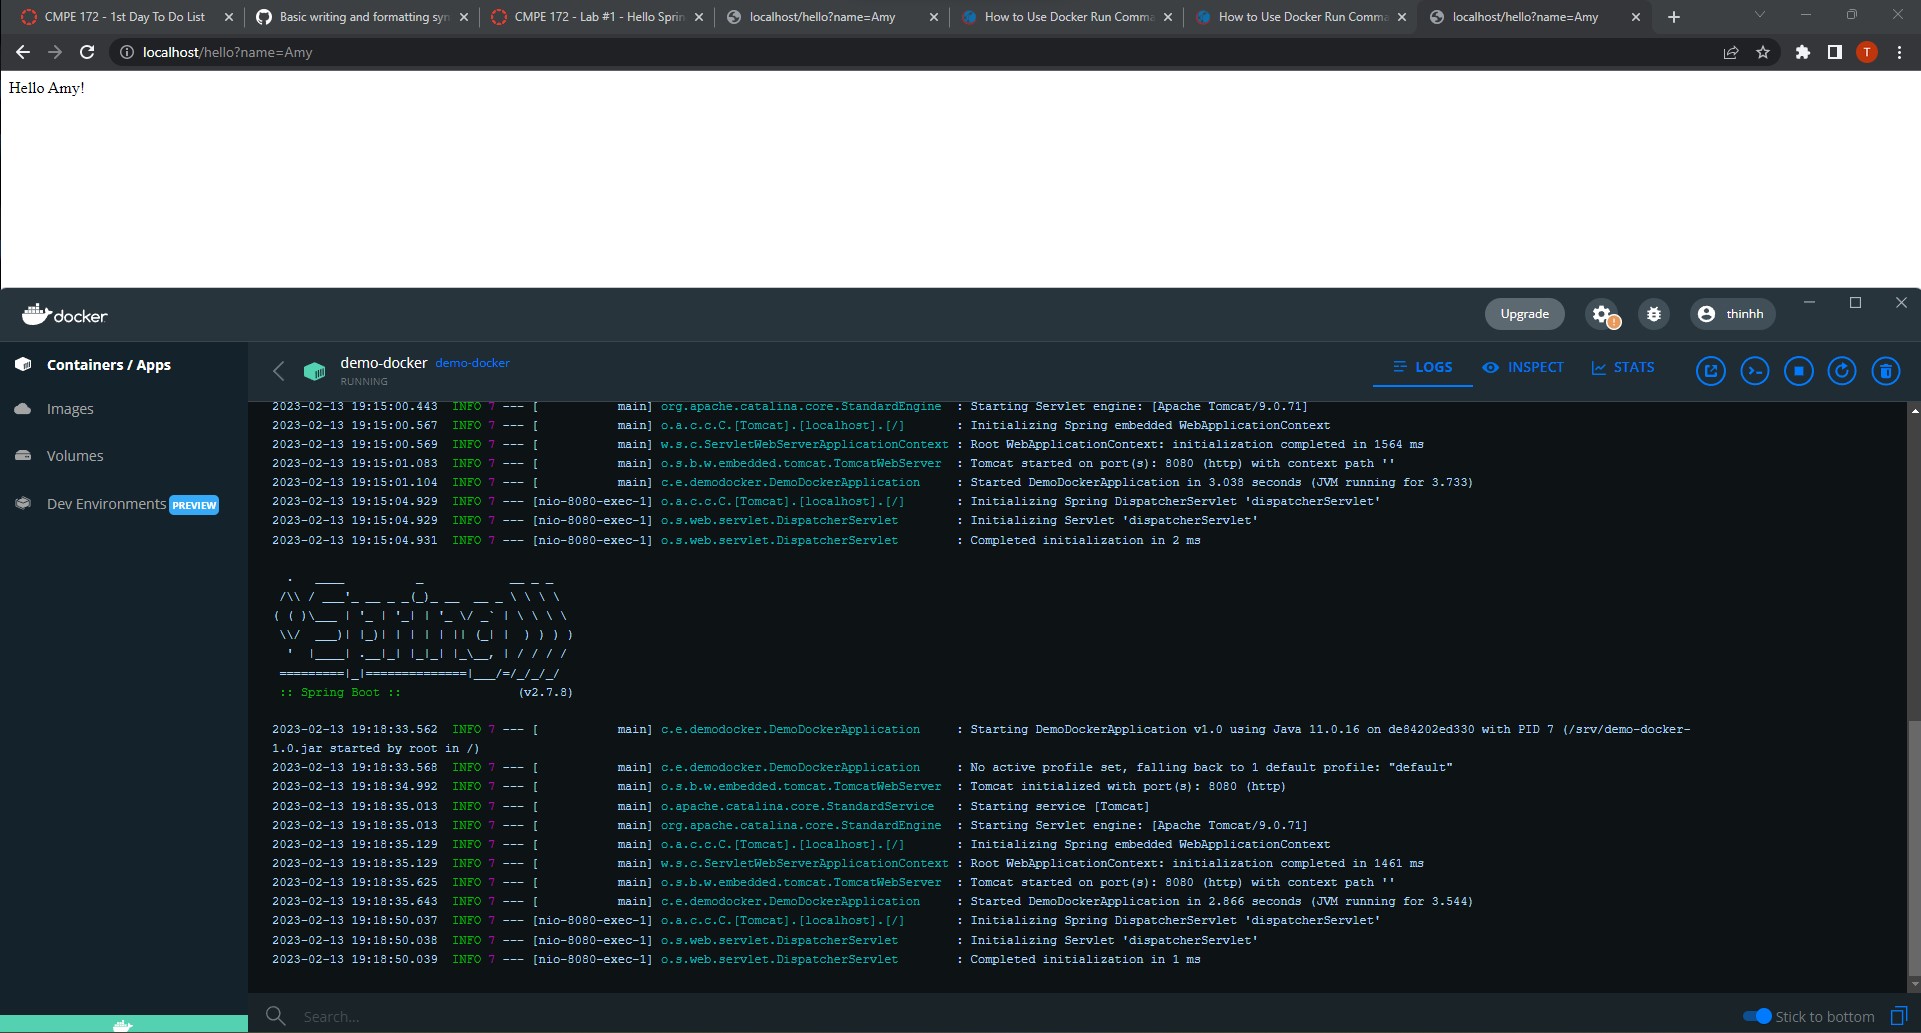 CMPE 172 - 1st Day To Do List
Basic writing and formatting syn
CMPE 172 - Lab #1 - Hello Sprin
localhost/hello?name=Amy
How to Use Docker Run Comma
How to Use Docker Run Comma
localhost/hello?name=Amy
localhost/hello?name=Amy
T
Hello Amy!
docker
Upgrade
thinhh
Containers / Apps
Images
Volumes
Dev Environments PREVIEW
demo-docker demo-docker
RUNNING
LOGS
INSPECT
STATS
2023-02-13 19:15:00.443 INFO 7 --- [ main] org.apache.catalina.core.StandardEngine : Starting Servlet engine: [Apache Tomcat/9.0.71]
2023-02-13 19:15:00.567 INFO 7 --- [ main] o.a.c.c.C.[Tomcat].[localhost].[/] : Initializing Spring embedded WebApplicationContext
2023-02-13 19:15:00.569 INFO 7 --- [ main] w.s.c.ServletWebServerApplicationContext : Root WebApplicationContext: initialization completed in 1564 ms
2023-02-13 19:15:01.083 INFO 7 --- [ main] o.s.b.w.embedded.tomcat.TomcatWebServer : Tomcat started on port(s): 8080 (http) with context path ''
2023-02-13 19:15:01.104 INFO 7 --- [ main] c.e.demodocker.DemoDockerApplication : Started DemoDockerApplication in 3.038 seconds (JVM running for 3.733)
2023-02-13 19:15:04.929 INFO 7 --- [nio-8080-exec-1] o.a.c.c.C.[Tomcat].[localhost].[/] : Initializing Spring DispatcherServlet 'dispatcherServlet'
2023-02-13 19:15:04.929 INFO 7 --- [nio-8080-exec-1] o.s.web.servlet.DispatcherServlet : Initializing Servlet 'dispatcherServlet'
2023-02-13 19:15:04.931 INFO 7 --- [nio-8080-exec-1] o.s.web.servlet.DispatcherServlet : Completed initialization in 2 ms
  .   ____          _            __ _ _
 /\\ / ___'_ __ _ _(_)_ __  __ _ \ \ \ \
( ( )\___ | '_ | '_| | '_ \/ _` | \ \ \ \
 \\/  ___)| |_)| | | | | || (_| |  ) ) ) )
  '  |____| .__|_| |_|_| |_\__, | / / / /
 =========|_|==============|___/=/_/_/_/
:: Spring Boot :: (v2.7.8)
2023-02-13 19:18:33.562 INFO 7 --- [ main] c.e.demodocker.DemoDockerApplication : Starting DemoDockerApplication v1.0 using Java 11.0.16 on de84202ed330 with PID 7 (/srv/demo-docker-
1.0.jar started by root in /)
2023-02-13 19:18:33.568 INFO 7 --- [ main] c.e.demodocker.DemoDockerApplication : No active profile set, falling back to 1 default profile: "default"
2023-02-13 19:18:34.992 INFO 7 --- [ main] o.s.b.w.embedded.tomcat.TomcatWebServer : Tomcat initialized with port(s): 8080 (http)
2023-02-13 19:18:35.013 INFO 7 --- [ main] o.apache.catalina.core.StandardService : Starting service [Tomcat]
2023-02-13 19:18:35.013 INFO 7 --- [ main] org.apache.catalina.core.StandardEngine : Starting Servlet engine: [Apache Tomcat/9.0.71]
2023-02-13 19:18:35.129 INFO 7 --- [ main] o.a.c.c.C.[Tomcat].[localhost].[/] : Initializing Spring embedded WebApplicationContext
2023-02-13 19:18:35.129 INFO 7 --- [ main] w.s.c.ServletWebServerApplicationContext : Root WebApplicationContext: initialization completed in 1461 ms
2023-02-13 19:18:35.625 INFO 7 --- [ main] o.s.b.w.embedded.tomcat.TomcatWebServer : Tomcat started on port(s): 8080 (http) with context path ''
2023-02-13 19:18:35.643 INFO 7 --- [ main] c.e.demodocker.DemoDockerApplication : Started DemoDockerApplication in 2.866 seconds (JVM running for 3.544)
2023-02-13 19:18:50.037 INFO 7 --- [nio-8080-exec-1] o.a.c.c.C.[Tomcat].[localhost].[/] : Initializing Spring DispatcherServlet 'dispatcherServlet'
2023-02-13 19:18:50.038 INFO 7 --- [nio-8080-exec-1] o.s.web.servlet.DispatcherServlet : Initializing Servlet 'dispatcherServlet'
2023-02-13 19:18:50.039 INFO 7 --- [nio-8080-exec-1] o.s.web.servlet.DispatcherServlet : Completed initialization in 1 ms
Search...
Stick to bottom